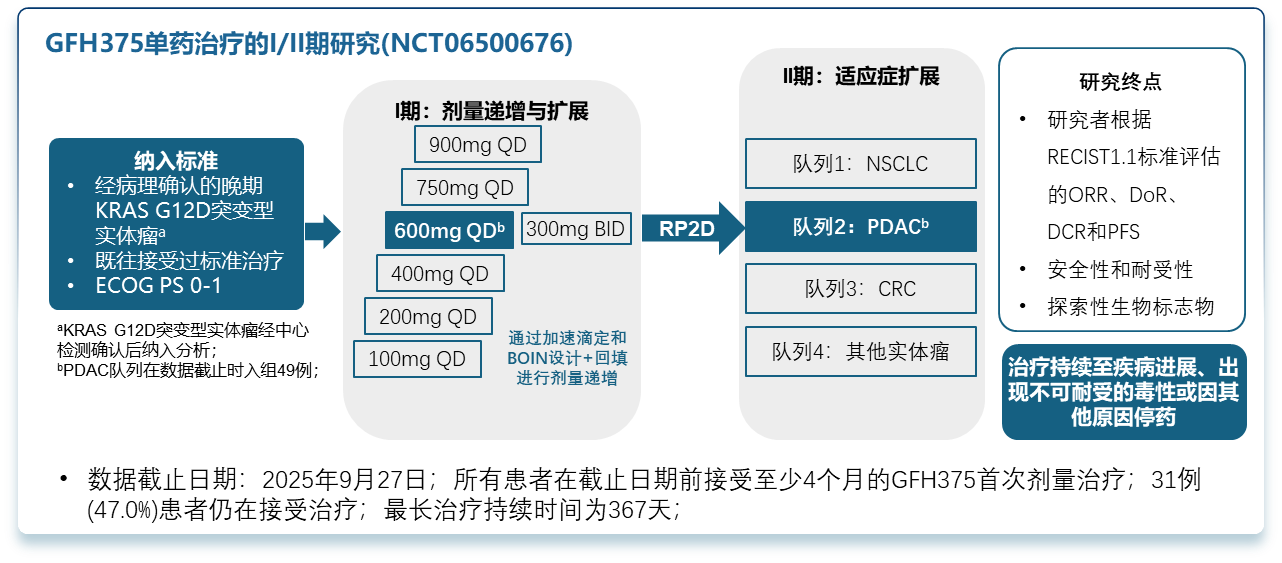 GFH375单药治疗的I/II期研究(NCT06500676)
纳入标准
• 经病理确认的晚期
KRAS G12D突变型
实体瘤a
• 既往接受过标准治疗
• ECOG PS 0-1
aKRAS G12D突变型实体瘤经中心
检测确认后纳入分析；
bPDAC队列在数据截止时入组49例；
I期：剂量递增与扩展
900mg QD
750mg QD
600mg QDb
300mg BID
400mg QD
200mg QD
100mg QD
通过加速滴定和
BOIN设计+回填
进行剂量递增
RP2D
II期：适应症扩展
队列1：NSCLC
队列2：PDACb
队列3：CRC
队列4：其他实体瘤
研究终点
• 研究者根据
RECIST1.1标准评估
的ORR、DoR、
DCR和PFS
• 安全性和耐受性
• 探索性生物标志物
治疗持续至疾病进展、出
现不可耐受的毒性或因其
他原因停药
• 数据截止日期：2025年9月27日；所有患者在截止日期前接受至少4个月的GFH375首次剂量治疗；31例
(47.0%)患者仍在接受治疗；最长治疗持续时间为367天；